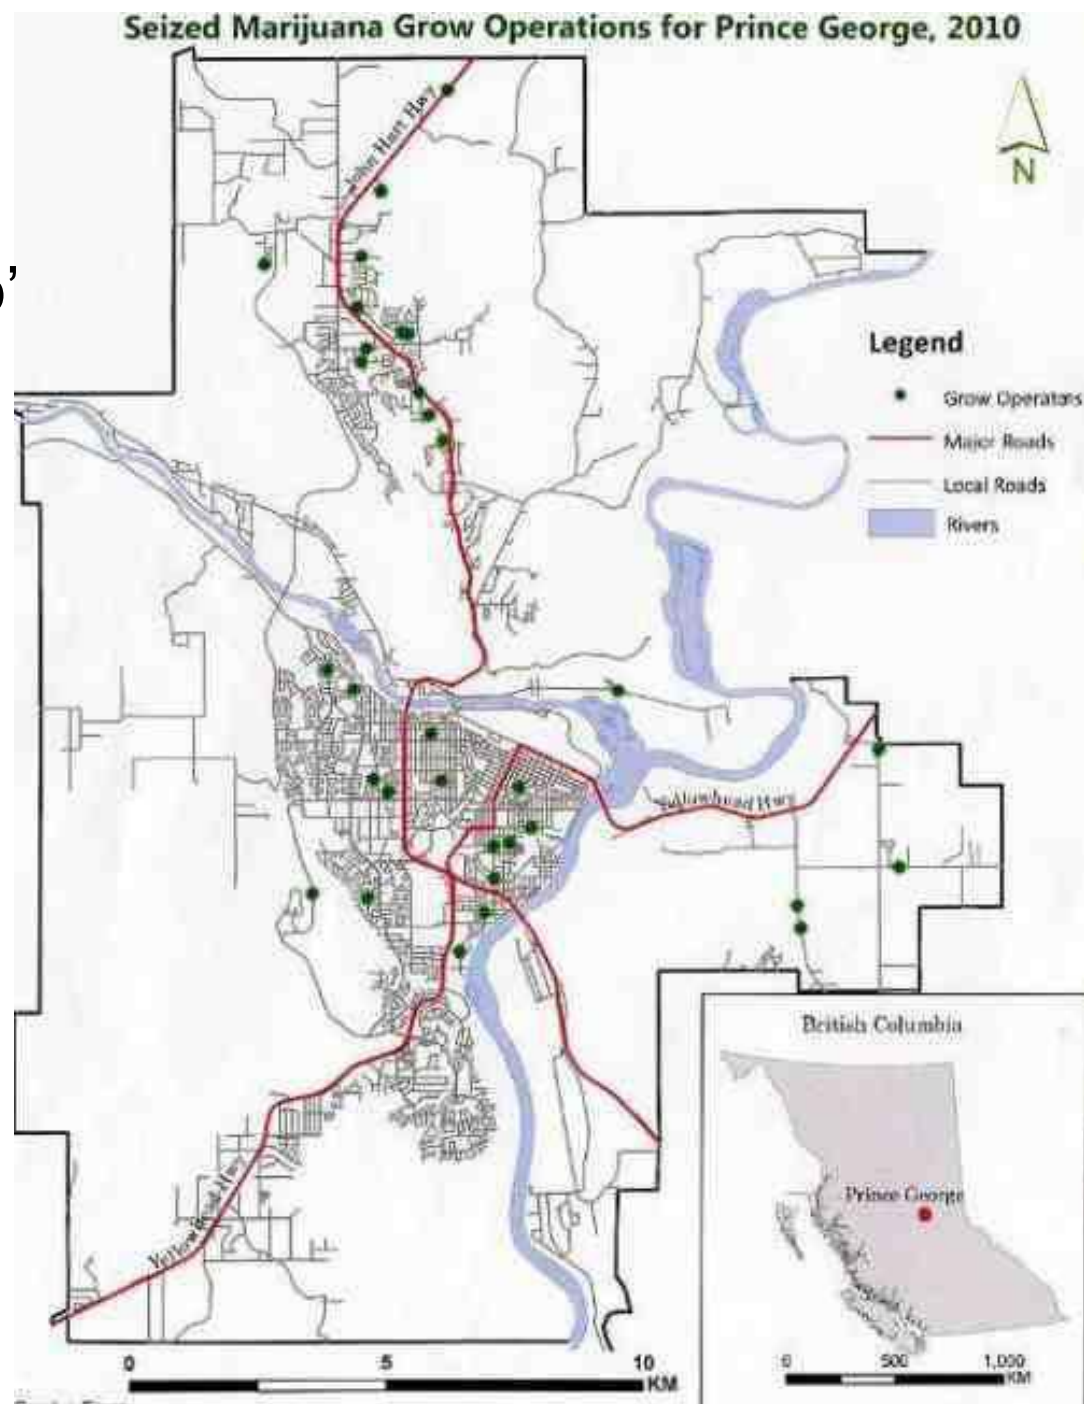 Seized Marijuana Grow Operations for Prince George, 2010
John Hart Hwy
N
Legend
Grow Operatons
Major Roads
Local Roads
Rivers
Yellowhead Hwy
British Columbia
Prince George
Yellowhead Hwy
0 5 10
KM
0 500 1,000
KM